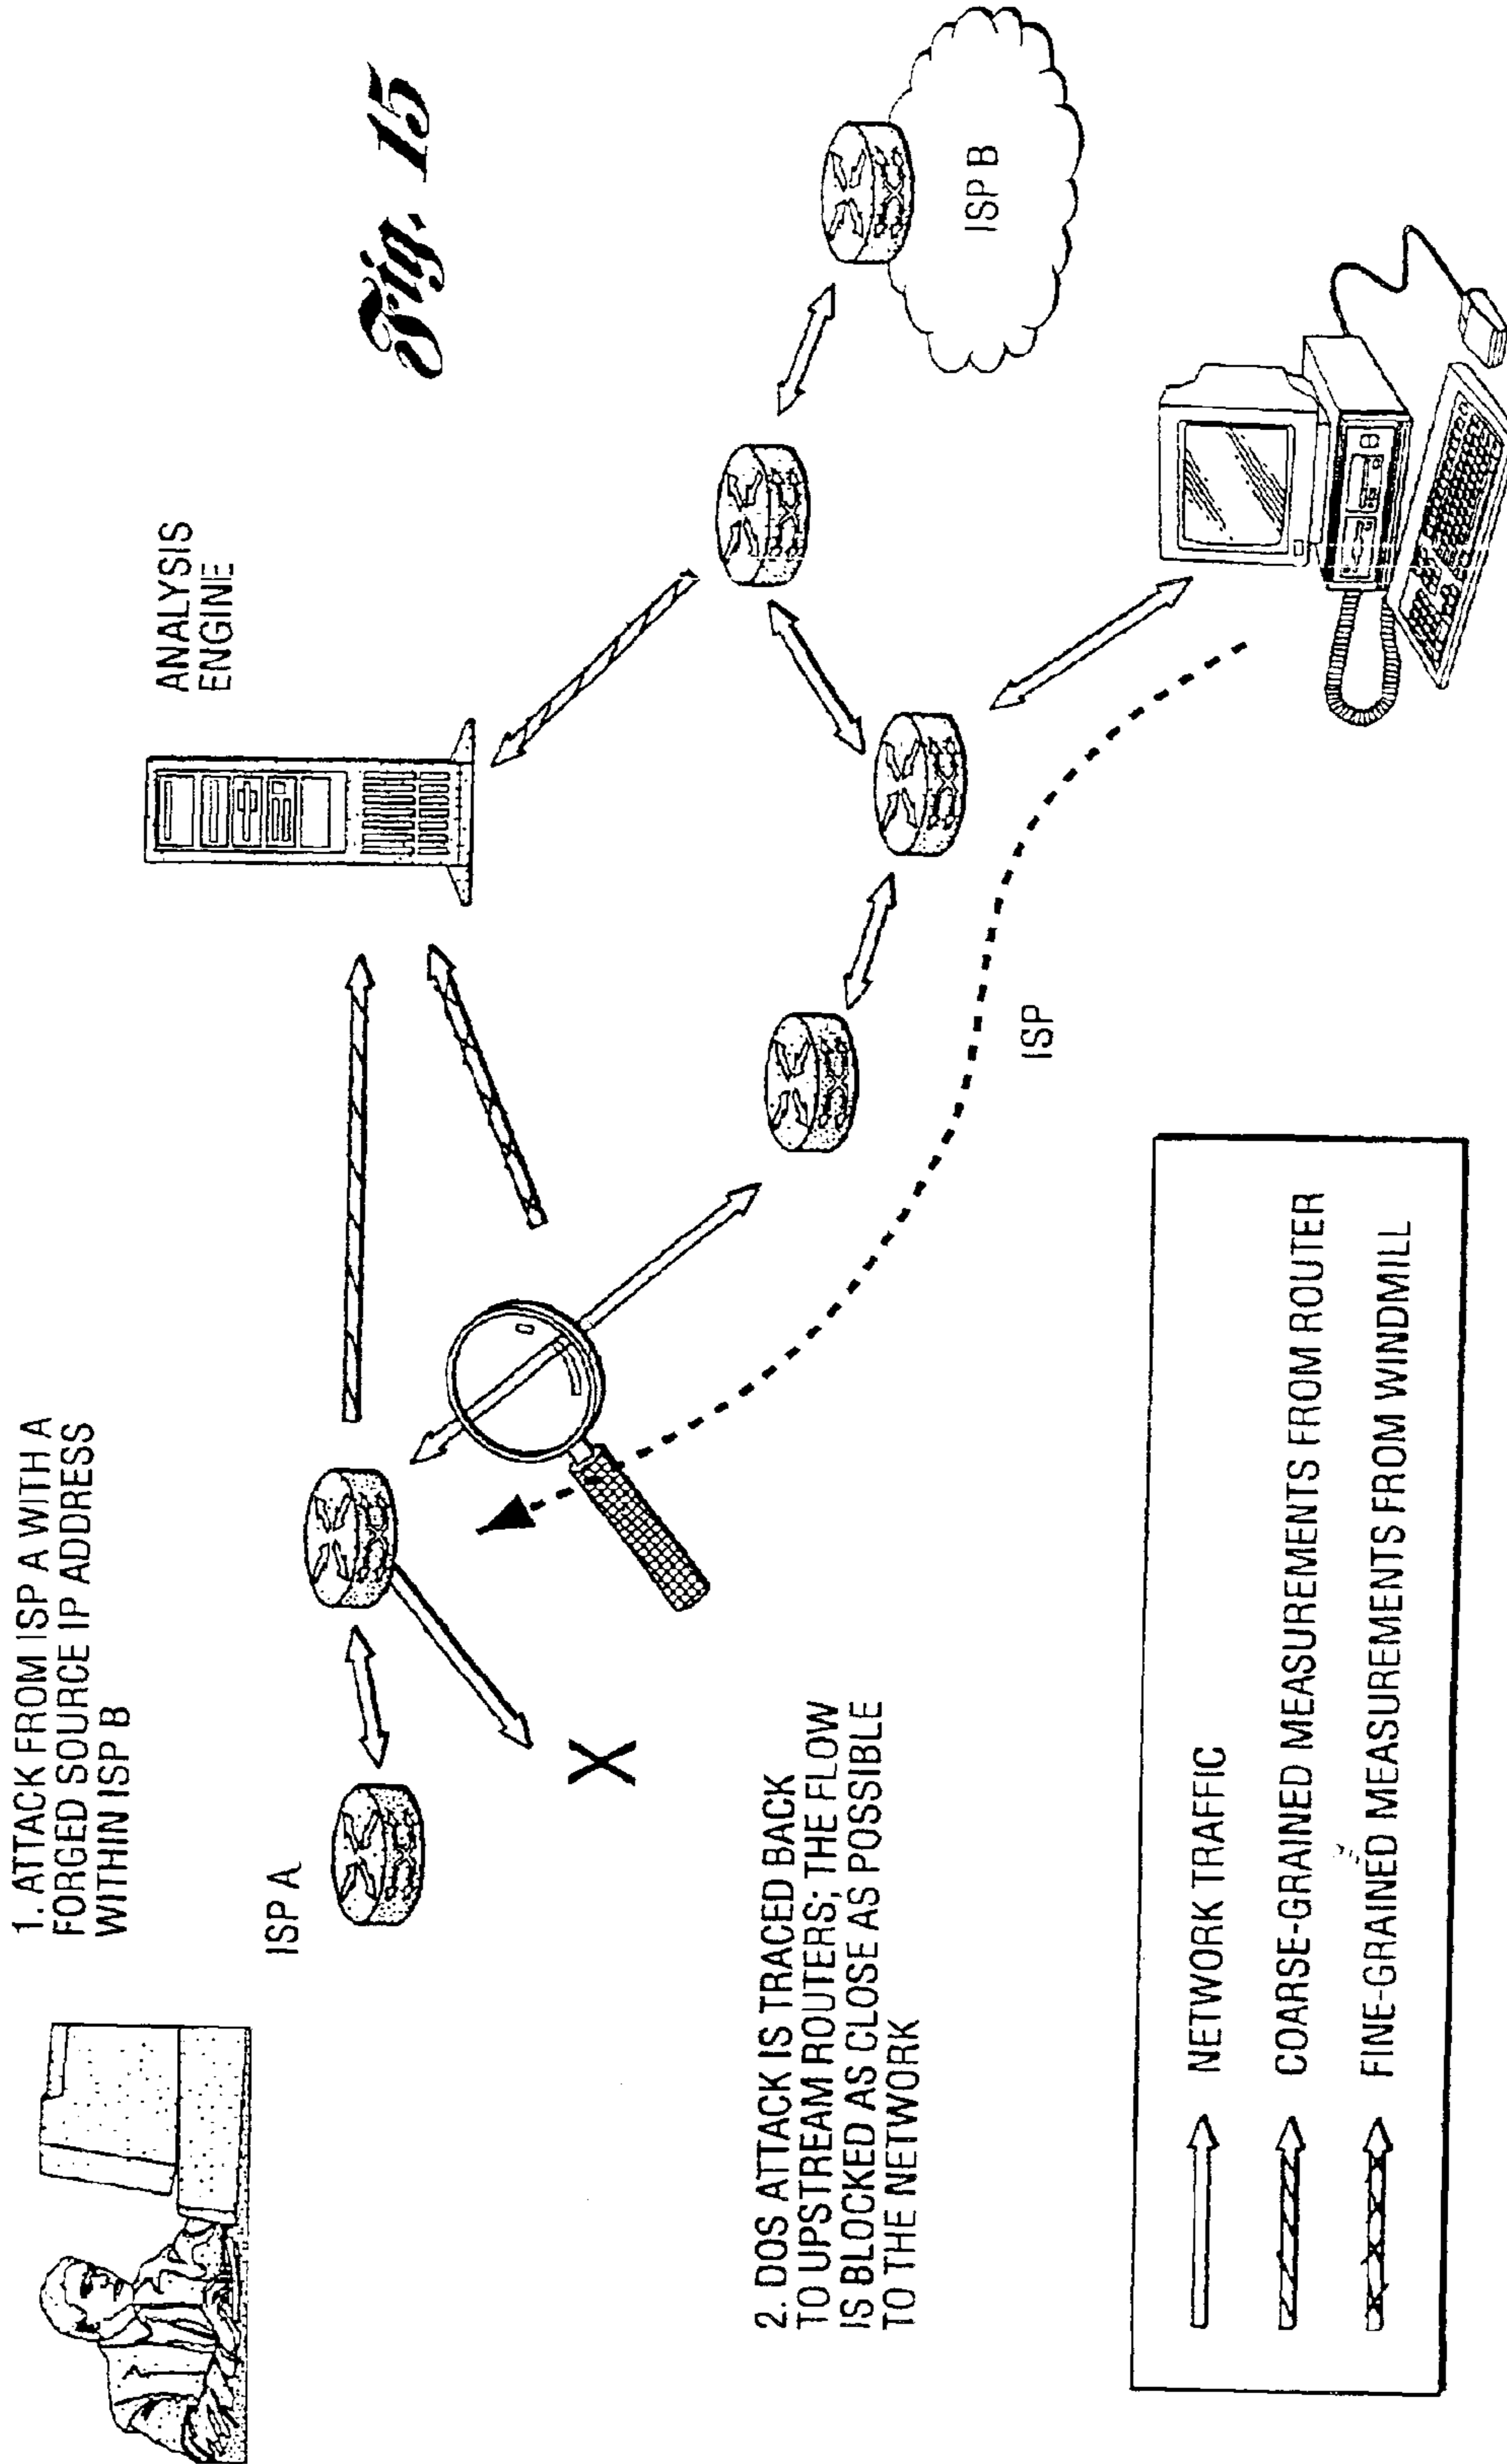 1. ATTACK FROM ISP A WITH A
FORGED SOURCE IP ADDRESS
WITHIN ISP B
ISP A
ANALYSIS
ENGINE
Fig. 15
ISP B
ISP
X
2. DOS ATTACK IS TRACED BACK
TO UPSTREAM ROUTERS; THE FLOW
IS BLOCKED AS CLOSE AS POSSIBLE
TO THE NETWORK
NETWORK TRAFFIC
COARSE-GRAINED MEASUREMENTS FROM ROUTER
FINE-GRAINED MEASUREMENTS FROM WINDMILL